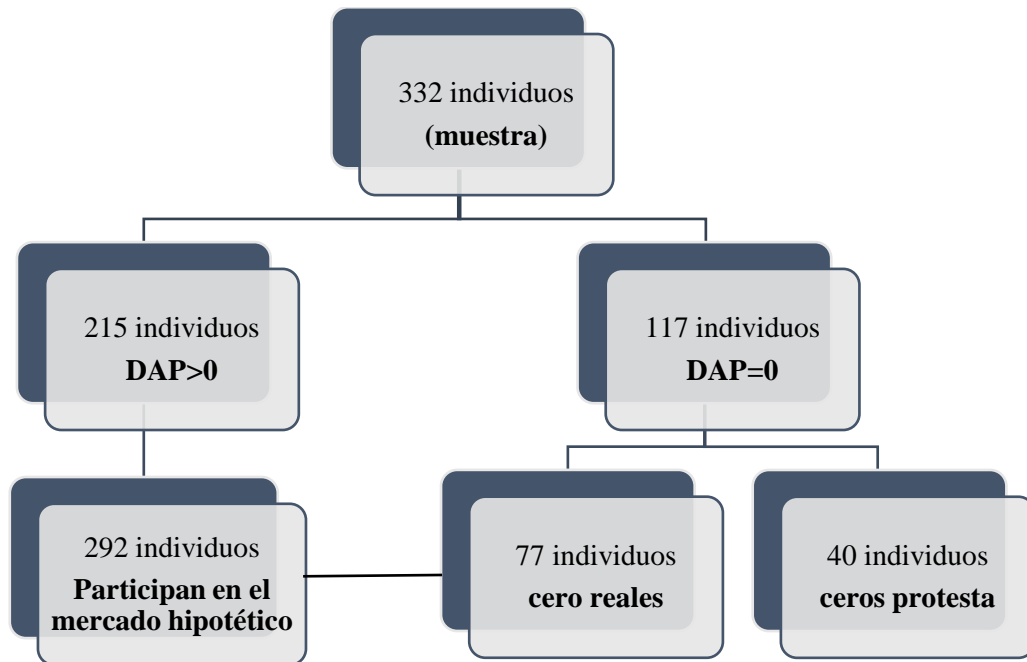 332 individuos
(muestra)
215 individuos
DAP>0
117 individuos
DAP=0
292 individuos
Participan en el
mercado hipotético
77 individuos
cero reales
40 individuos
ceros protesta